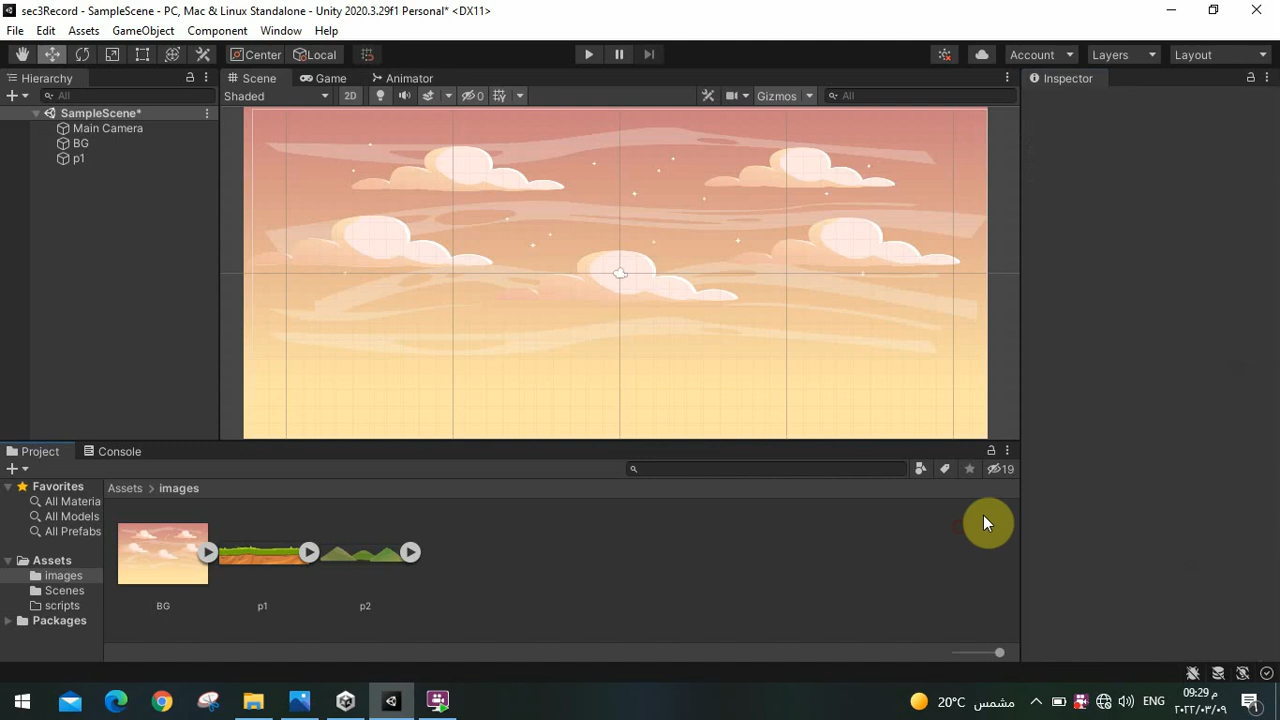 sec3Record - SampleScene - PC, Mac & Linux Standalone - Unity 2020.3.29f1 Personal* <DX11>
File Edit Assets GameObject Component Window Help
Center Local Account Layers Layout
Hierarchy Scene Game Animator Inspector
All Shaded 2D 0 Gizmos All
SampleScene*
Main Camera
BG
p1
Project Console
19
Favorites
All Materia
All Models
All Prefabs
Assets
images
Scenes
scripts
Packages
Assets > images
BG p1 p2
20°C مشمس ENG م 09:29
٢٠٢٢/٠٣/٠٩
1